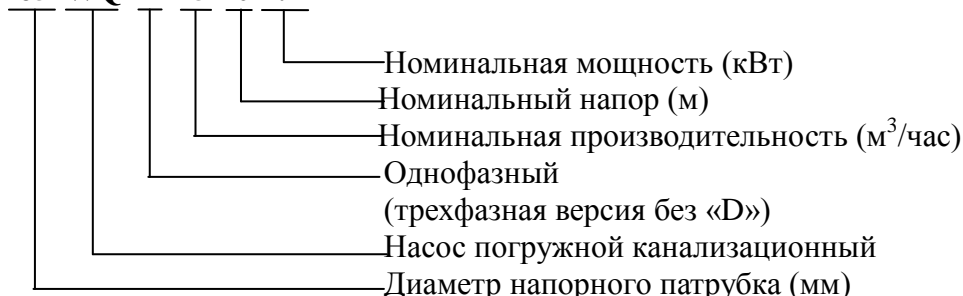 Номинальная мощность (кВт)
Номинальный напор (м)
Номинальная производительность (м³/час)
Однофазный
(трехфазная версия без «D»)
Насос погружной канализационный
Диаметр напорного патрубка (мм)